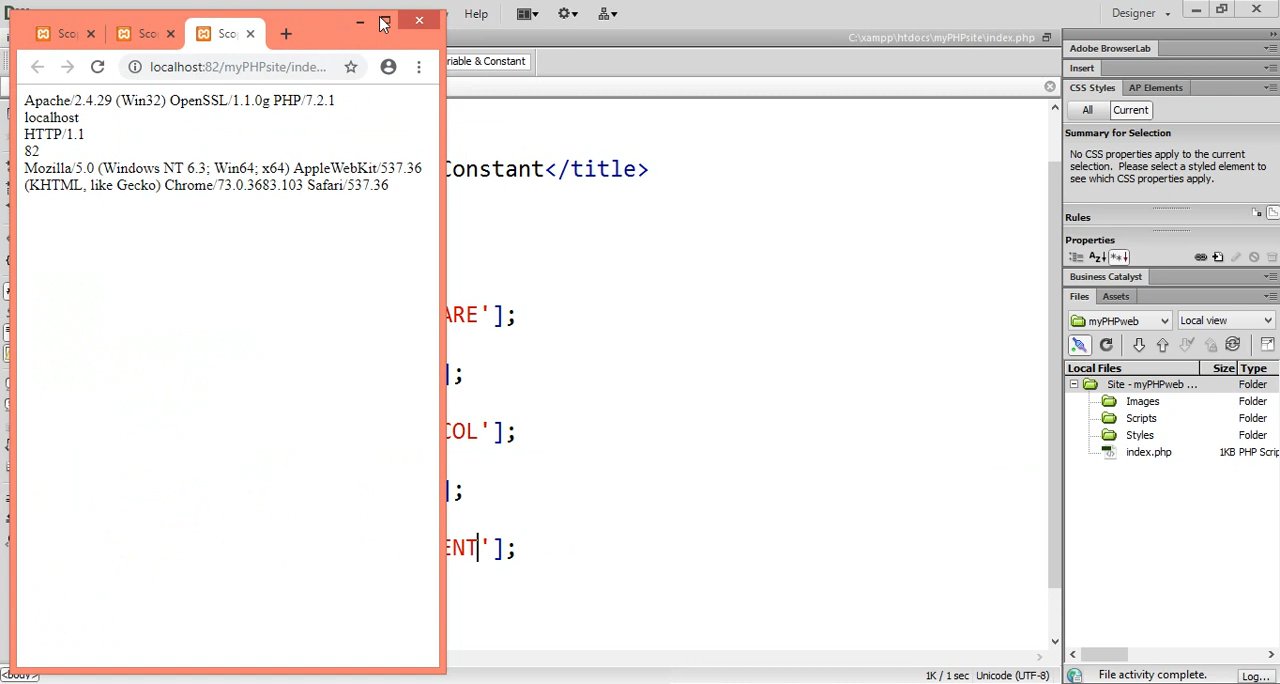 Help
Designer
Sco
Sco
Sco
C:\xampp\htdocs\myPHPsite\index.php
localhost:82/myPHPsite/inde...
riable & Constant
Apache/2.4.29 (Win32) OpenSSL/1.1.0g PHP/7.2.1
localhost
HTTP/1.1
82
Mozilla/5.0 (Windows NT 6.3; Win64; x64) AppleWebKit/537.36
(KHTML, like Gecko) Chrome/73.0.3683.103 Safari/537.36
Constant</title>
ARE'];
];
COL'];
];
ENT'];
Adobe BrowserLab
Insert
CSS Styles AP Elements
All Current
Summary for Selection
No CSS properties apply to the current
selection. Please select a styled element to
see which CSS properties apply.
Rules
Properties
Business Catalyst
Files Assets
myPHPweb Local view
Local Files Size Type
Site - myPHPweb ... Folder
Images Folder
Scripts Folder
Styles Folder
index.php 1KB PHP Scrip
<body>
1K / 1 sec Unicode (UTF-8)
File activity complete. Log...